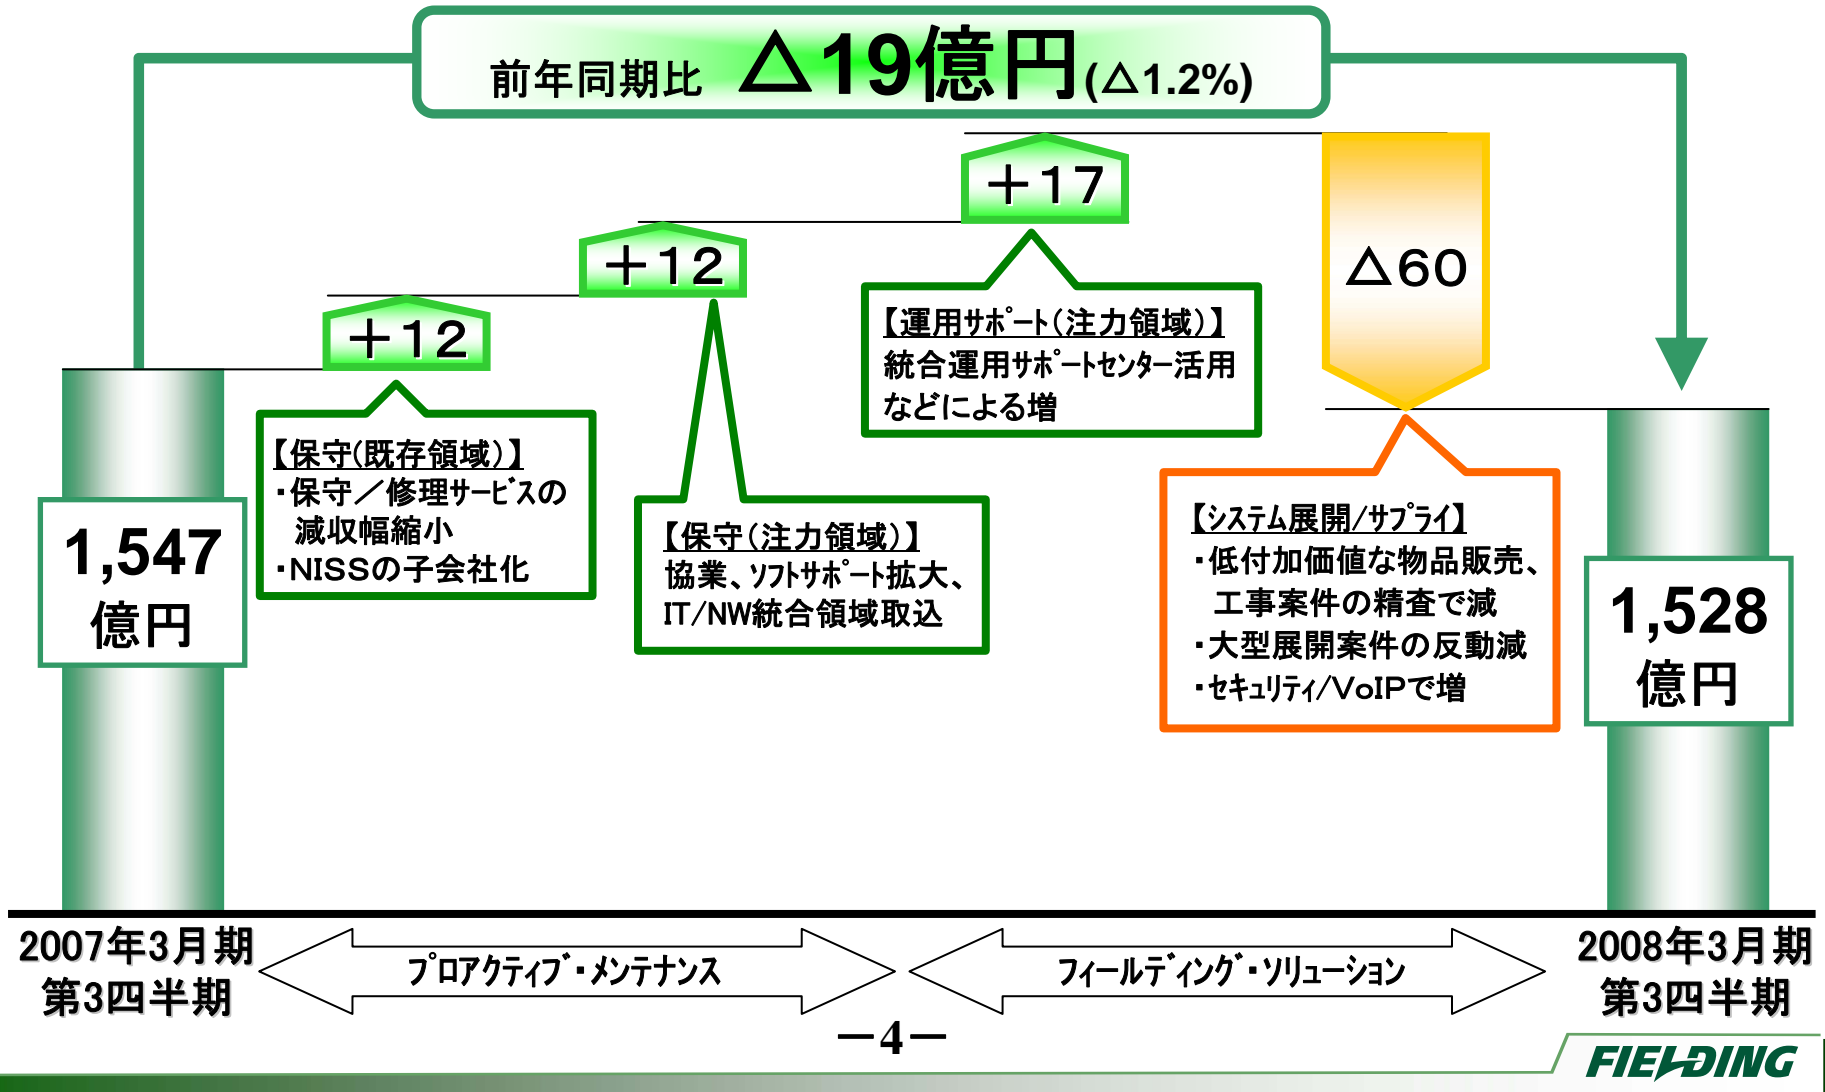 前年同期比 △19億円(△1.2%)
+17
+12
+12
△60
【運用ｻﾎﾟｰﾄ(注力領域)】
統合運用ｻﾎﾟｰﾄｾﾝﾀｰ活用
などによる増
【保守(既存領域)】
・保守／修理ｻｰﾋﾞｽの
減収幅縮小
・NISSの子会社化
【保守(注力領域)】
協業、ｿﾌﾄｻﾎﾟｰﾄ拡大、
IT/NW統合領域取込
【ｼｽﾃﾑ展開/ｻﾌﾟﾗｲ】
・低付加価値な物品販売、
工事案件の精査で減
・大型展開案件の反動減
・ｾｷｭﾘﾃｨ/VoIPで増
1,547
億円
1,528
億円
2007年3月期
第3四半期
ﾌﾟﾛｱｸﾃｨﾌﾞ・ﾒﾝﾃﾅﾝｽ
ﾌｨｰﾙﾃﾞｨﾝｸﾞ・ｿﾘｭｰｼｮﾝ
2008年3月期
第3四半期
－4－
FIELDING